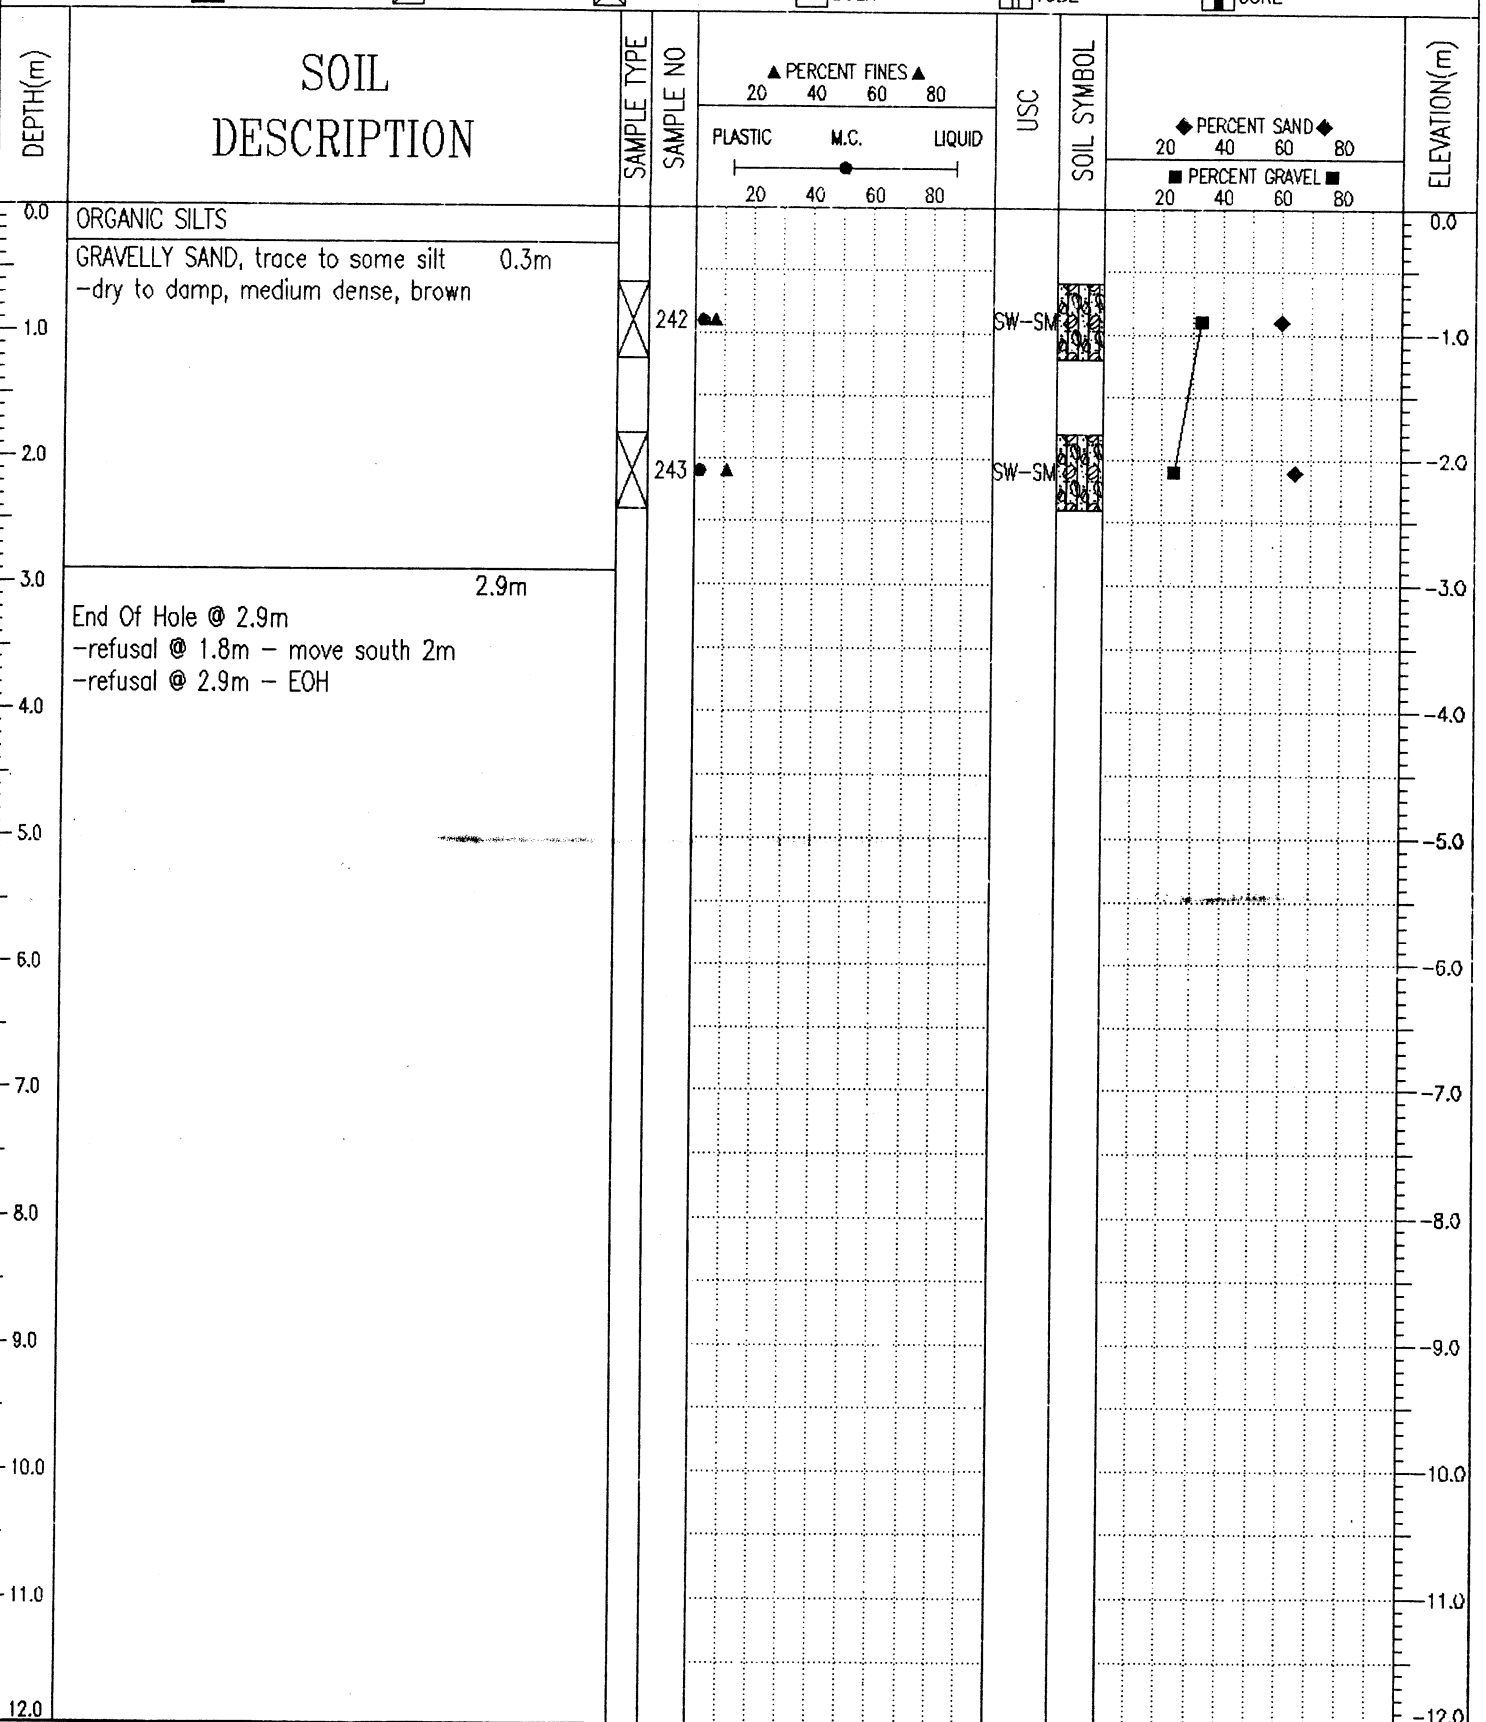 DEPTH(m)
SOIL
DESCRIPTION
SAMPLE TYPE
SAMPLE NO
▲ PERCENT FINES ▲
20 40 60 80
PLASTIC M.C. LIQUID
20 40 60 80
USC
SOIL SYMBOL
◆ PERCENT SAND ◆
20 40 60 80
■ PERCENT GRAVEL ■
20 40 60 80
ELEVATION(m)
0.0
ORGANIC SILTS
0.0
GRAVELLY SAND, trace to some silt 0.3m
-dry to damp, medium dense, brown
1.0
242
SW-SM
-1.0
2.0
243
SW-SM
-2.0
3.0
2.9m
-3.0
End Of Hole @ 2.9m
-refusal @ 1.8m - move south 2m
-refusal @ 2.9m - EOH
4.0
-4.0
5.0
-5.0
6.0
-6.0
7.0
-7.0
8.0
-8.0
9.0
-9.0
10.0
-10.0
11.0
-11.0
12.0
-12.0